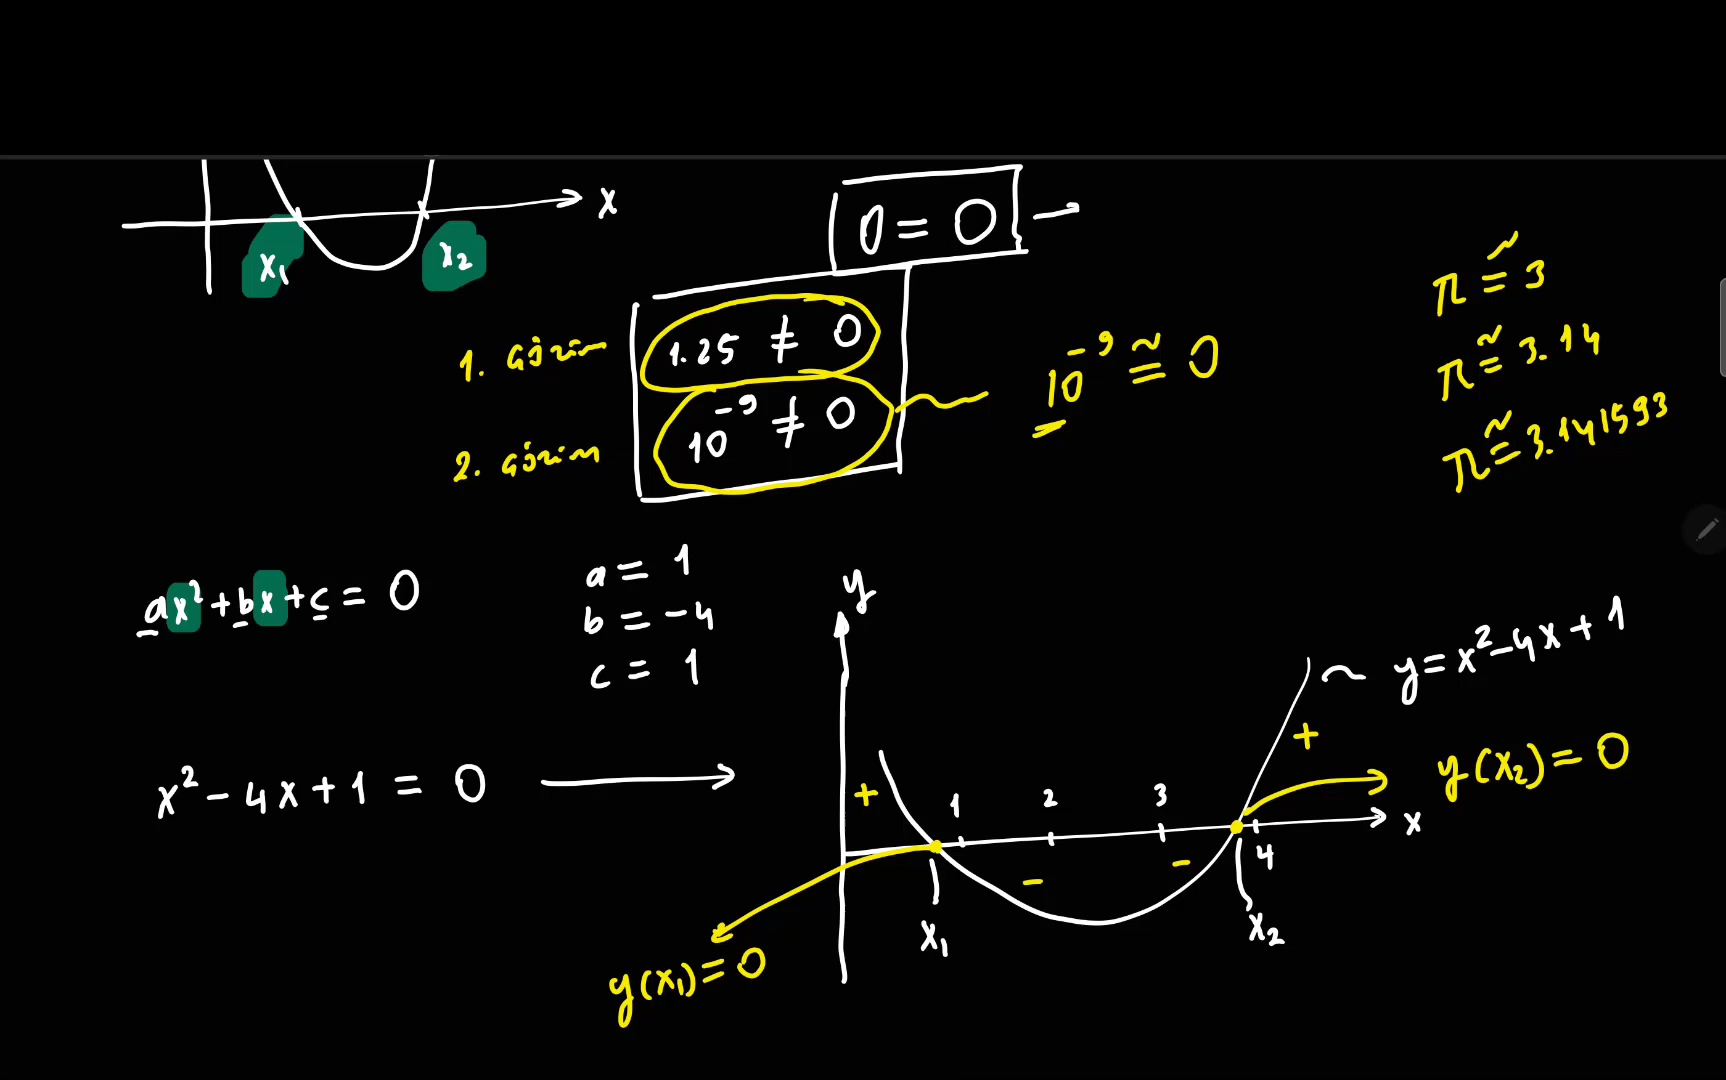 x
x₁
x₂
0 = 0
1. çözüm
1.25 ≠ 0
2. çözüm
10⁻⁹ ≠ 0
10⁻⁹ ≅ 0
π ≅ 3
π ≅ 3.14
π ≅ 3.141593
ax²+bx+c = 0
a = 1
b = -4
c = 1
x² - 4x + 1 = 0
y
y = x²-4x+1
+
+
y(x₂) = 0
1
2
3
4
x
-
-
x₁
x₂
y(x₁) = 0